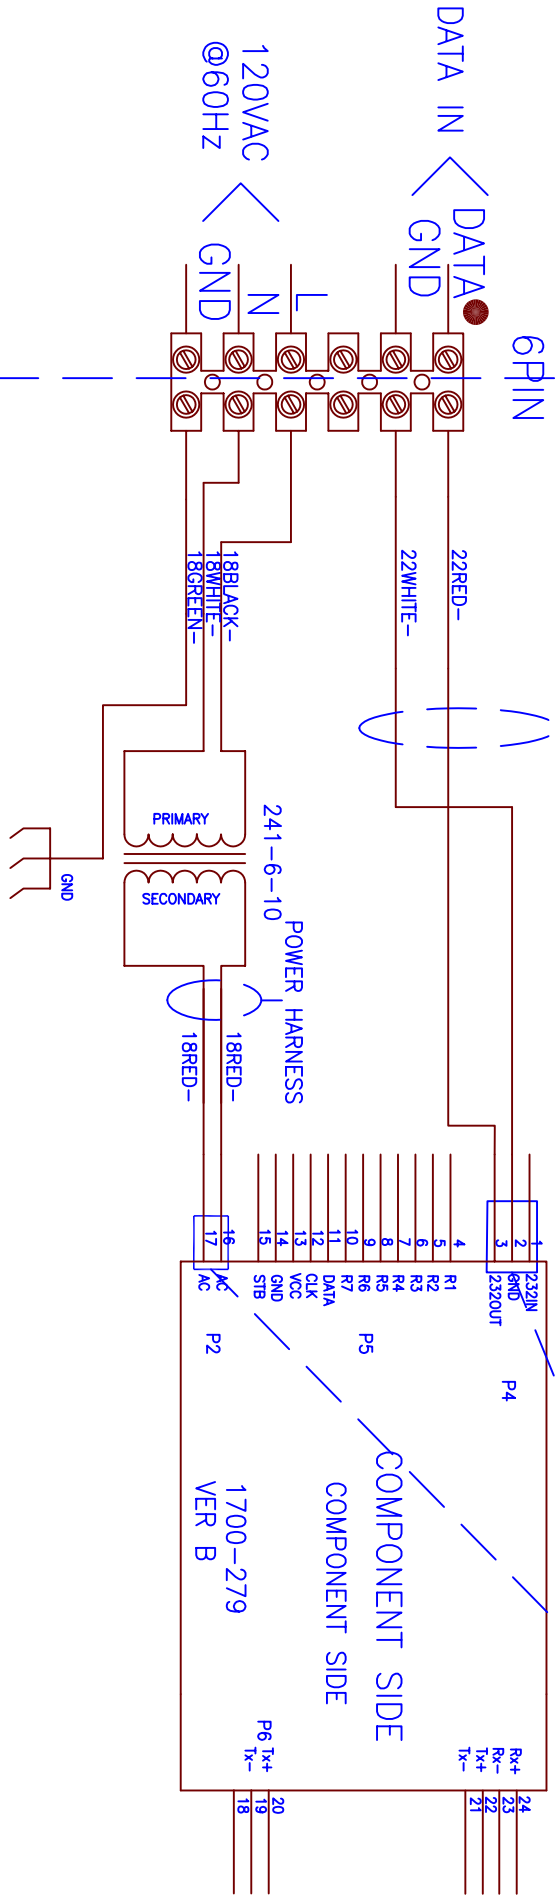 DATA IN
DATA
GND
6PIN
120VAC
@60Hz
L
N
GND
22RED-
22WHITE-
18BLACK-
18WHITE-
18GREEN-
241-6-10
PRIMARY
SECONDARY
GND
POWER HARNESS
18RED-
18RED-
1
2
3
4
5
6
7
8
9
10
11
12
13
14
15
16
17
232IN
GND
232OUT
R1
R2
R3
R4
R5
R6
R7
DATA
CLK
VCC
GND
STB
AC
AC
P4
P5
P2
COMPONENT SIDE
COMPONENT SIDE
1700-279
VER B
Rx+
Rx-
Tx+
Tx-
24
23
22
21
P6
Tx+
Tx-
20
19
18